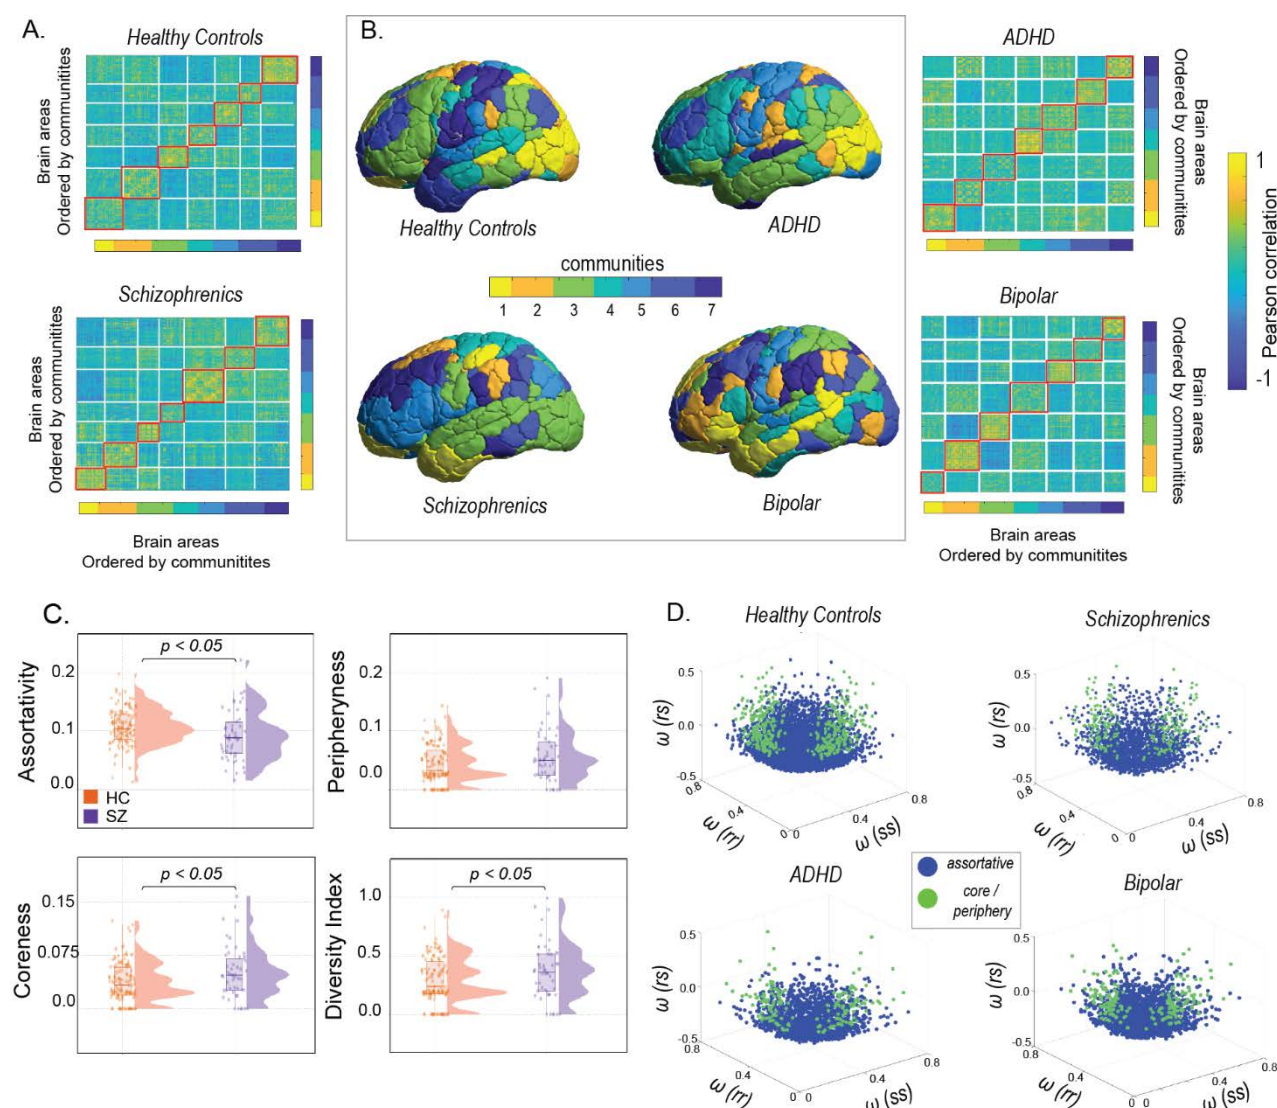 A.
Healthy Controls
Brain areas
Ordered by communitites
Schizophrenics
Brain areas
Ordered by communitites
Brain areas
Ordered by communitites
B.
Healthy Controls
ADHD
communities
1 2 3 4 5 6 7
Schizophrenics
Bipolar
ADHD
Brain areas
Ordered by communitites
Bipolar
Brain areas
Ordered by communitites
Brain areas
Ordered by communitites
1
Pearson correlation
-1
C.
p < 0.05
Assortativity
0.2
0.1
0.0
HC
SZ
Peripheryness
0.2
0.1
0.0
p < 0.05
Coreness
0.15
0.075
0.0
p < 0.05
Diversity Index
1.0
0.5
0.0
D.
Healthy Controls
0.5
0.0
-0.5
ω (rs)
0.8
0.4
0
ω (rr)
0
0.4
0.8
ω (ss)
Schizophrenics
0.5
0.0
-0.5
ω (rs)
0.8
0.4
0
ω (rr)
0
0.4
0.8
ω (ss)
assortative
core /
periphery
ADHD
0.5
0.0
-0.5
ω (rs)
0.8
0.4
0
ω (rr)
0.4
0.8
ω (ss)
Bipolar
0.5
0.0
-0.5
ω (rs)
0.8
0.4
0
ω (rr)
0.4
0.8
ω (ss)